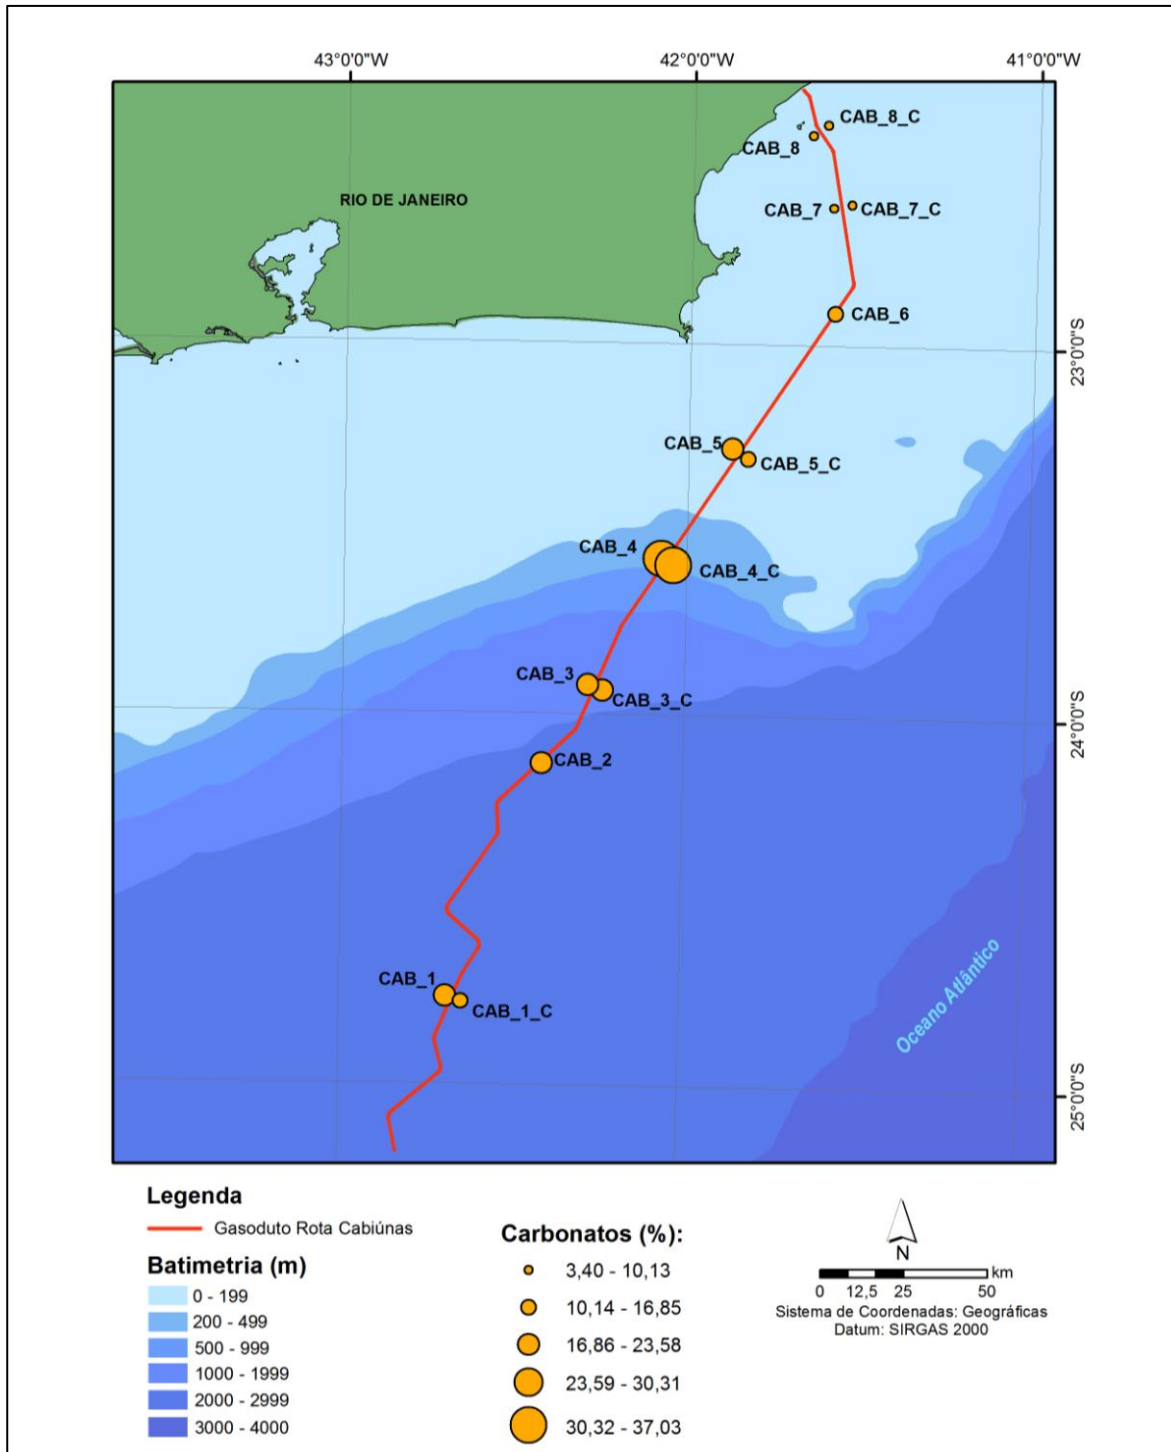 43°0'0"W
42°0'0"W
41°0'0"W
CAB_8_C
CAB_8
RIO DE JANEIRO
CAB_7
CAB_7_C
CAB_6
23°0'0"S
CAB_5
CAB_5_C
CAB_4
CAB_4_C
CAB_3
CAB_3_C
24°0'0"S
CAB_2
CAB_1
CAB_1_C
Oceano Atlântico
25°0'0"S
Legenda
Gasoduto Rota Cabiúnas
Batimetria (m)
0 - 199
200 - 499
500 - 999
1000 - 1999
2000 - 2999
3000 - 4000
Carbonatos (%):
3,40 - 10,13
10,14 - 16,85
16,86 - 23,58
23,59 - 30,31
30,32 - 37,03
N
km
0 12,5 25 50
Sistema de Coordenadas: Geográficas
Datum: SIRGAS 2000